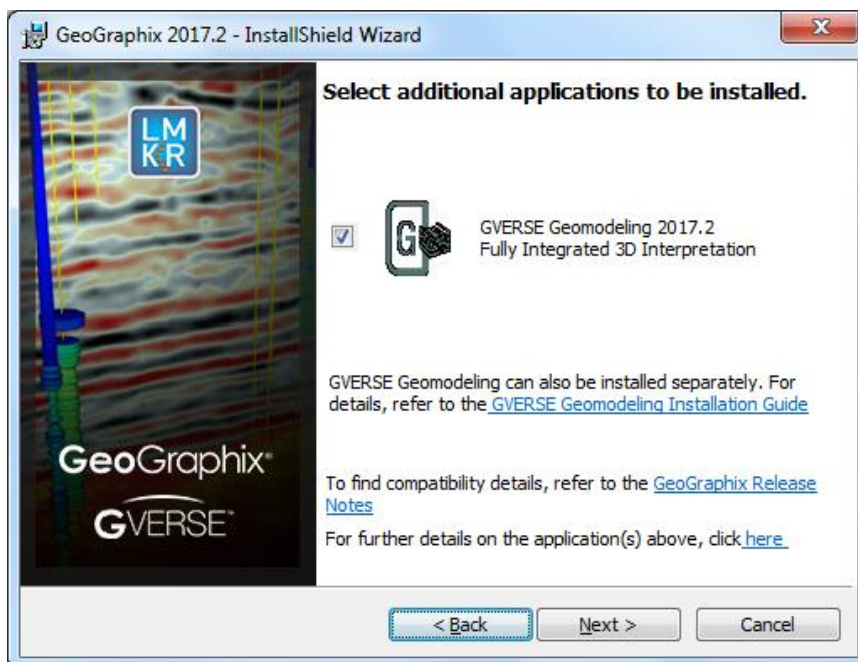 GeoGraphix 2017.2 - InstallShield Wizard
Select additional applications to be installed.
LM
KR
GVERSE Geomodeling 2017.2
Fully Integrated 3D Interpretation
GVERSE Geomodeling can also be installed separately. For
details, refer to the GVERSE Geomodeling Installation Guide
GeoGraphix®
GVERSE™
To find compatibility details, refer to the GeoGraphix Release
Notes
For further details on the application(s) above, click here
< Back
Next >
Cancel